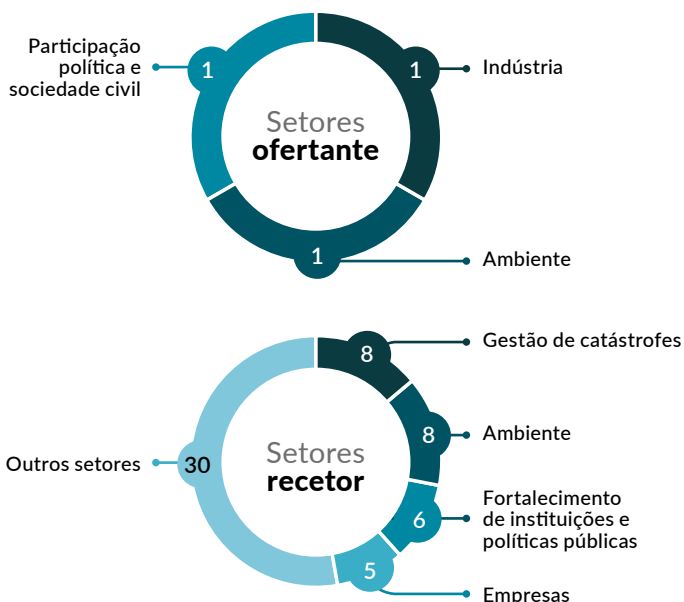 Participação
política e
sociedade civil
1
1
Indústria
Setores
ofertante
1
Ambiente
8
Gestão de catástrofes
8
Ambiente
Outros setores
30
Setores
recetor
6
Fortalecimento
de instituições e
políticas públicas
5
Empresas